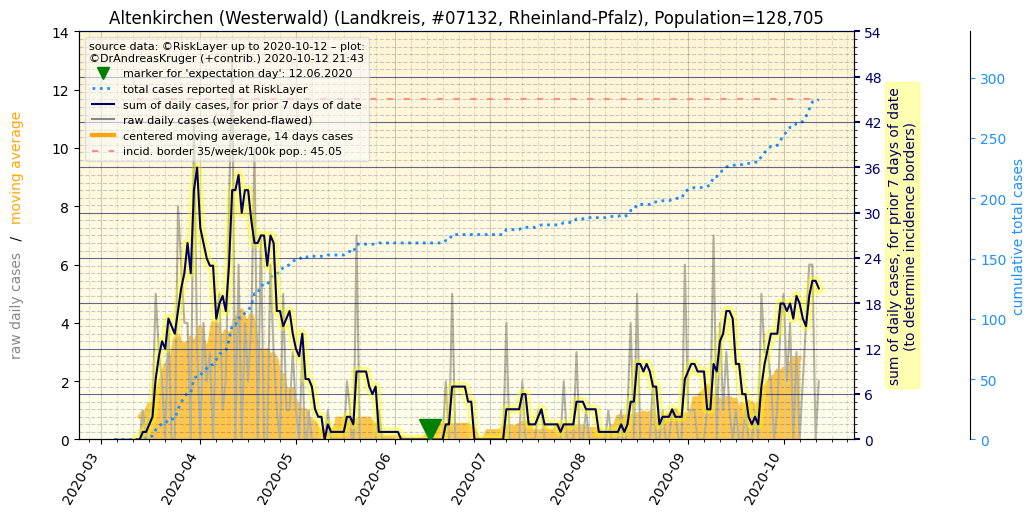 Altenkirchen (Westerwald) (Landkreis, #07132, Rheinland-Pfalz), Population=128,705
source data: ©RiskLayer up to 2020-10-12 – plot:
©DrAndreasKruger (+contrib.) 2020-10-12 21:43
marker for 'expectation day': 12.06.2020
total cases reported at RiskLayer
sum of daily cases, for prior 7 days of date
raw daily cases (weekend-flawed)
centered moving average, 14 days cases
incid. border 35/week/100k pop.: 45.05
raw daily cases / moving average
14
12
10
8
6
4
2
0
2020-03
2020-04
2020-05
2020-06
2020-07
2020-08
2020-09
2020-10
54
48
42
36
30
24
18
12
6
0
sum of daily cases, for prior 7 days of date
(to determine incidence borders)
300
250
200
150
100
50
0
cumulative total cases